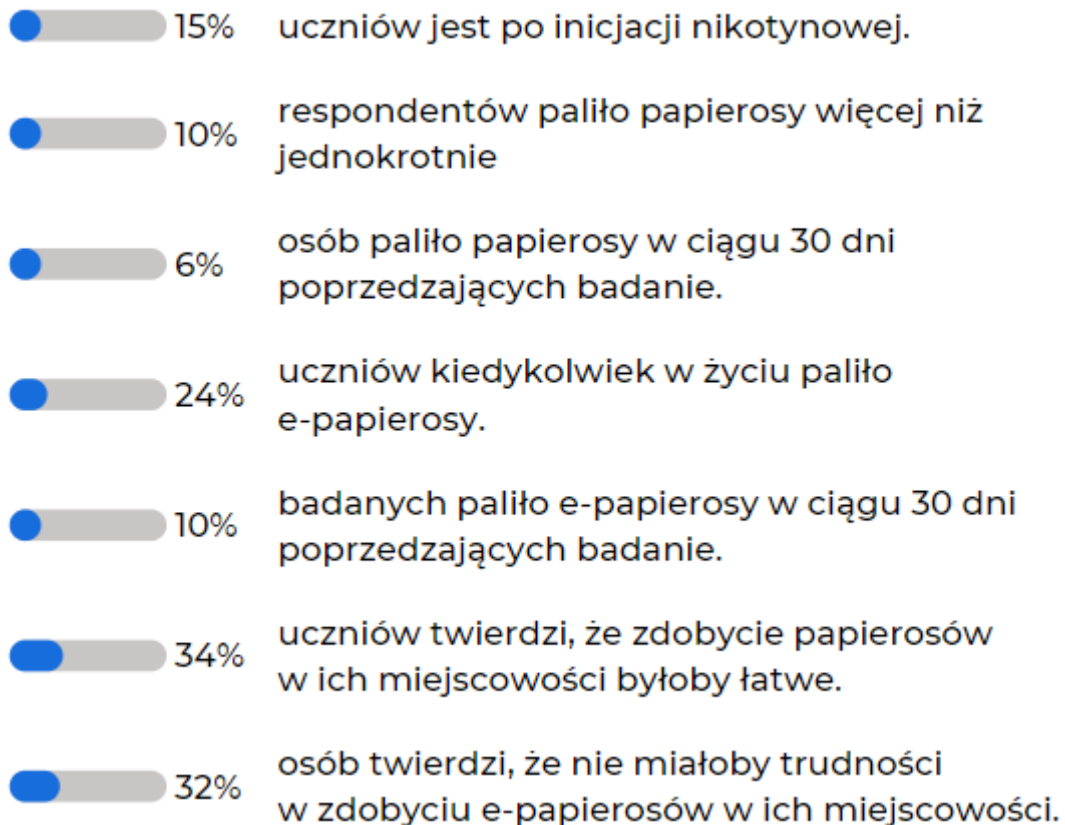 15% uczniów jest po inicjacji nikotynowej.
10% respondentów paliło papierosy więcej niż
jednokrotnie
6% osób paliło papierosy w ciągu 30 dni
poprzedzających badanie.
24% uczniów kiedykolwiek w życiu paliło
e-papierosy.
10% badanych paliło e-papierosy w ciągu 30 dni
poprzedzających badanie.
34% uczniów twierdzi, że zdobycie papierosów
w ich miejscowości byłoby łatwe.
32% osób twierdzi, że nie miałoby trudności
w zdobyciu e-papierosów w ich miejscowości.